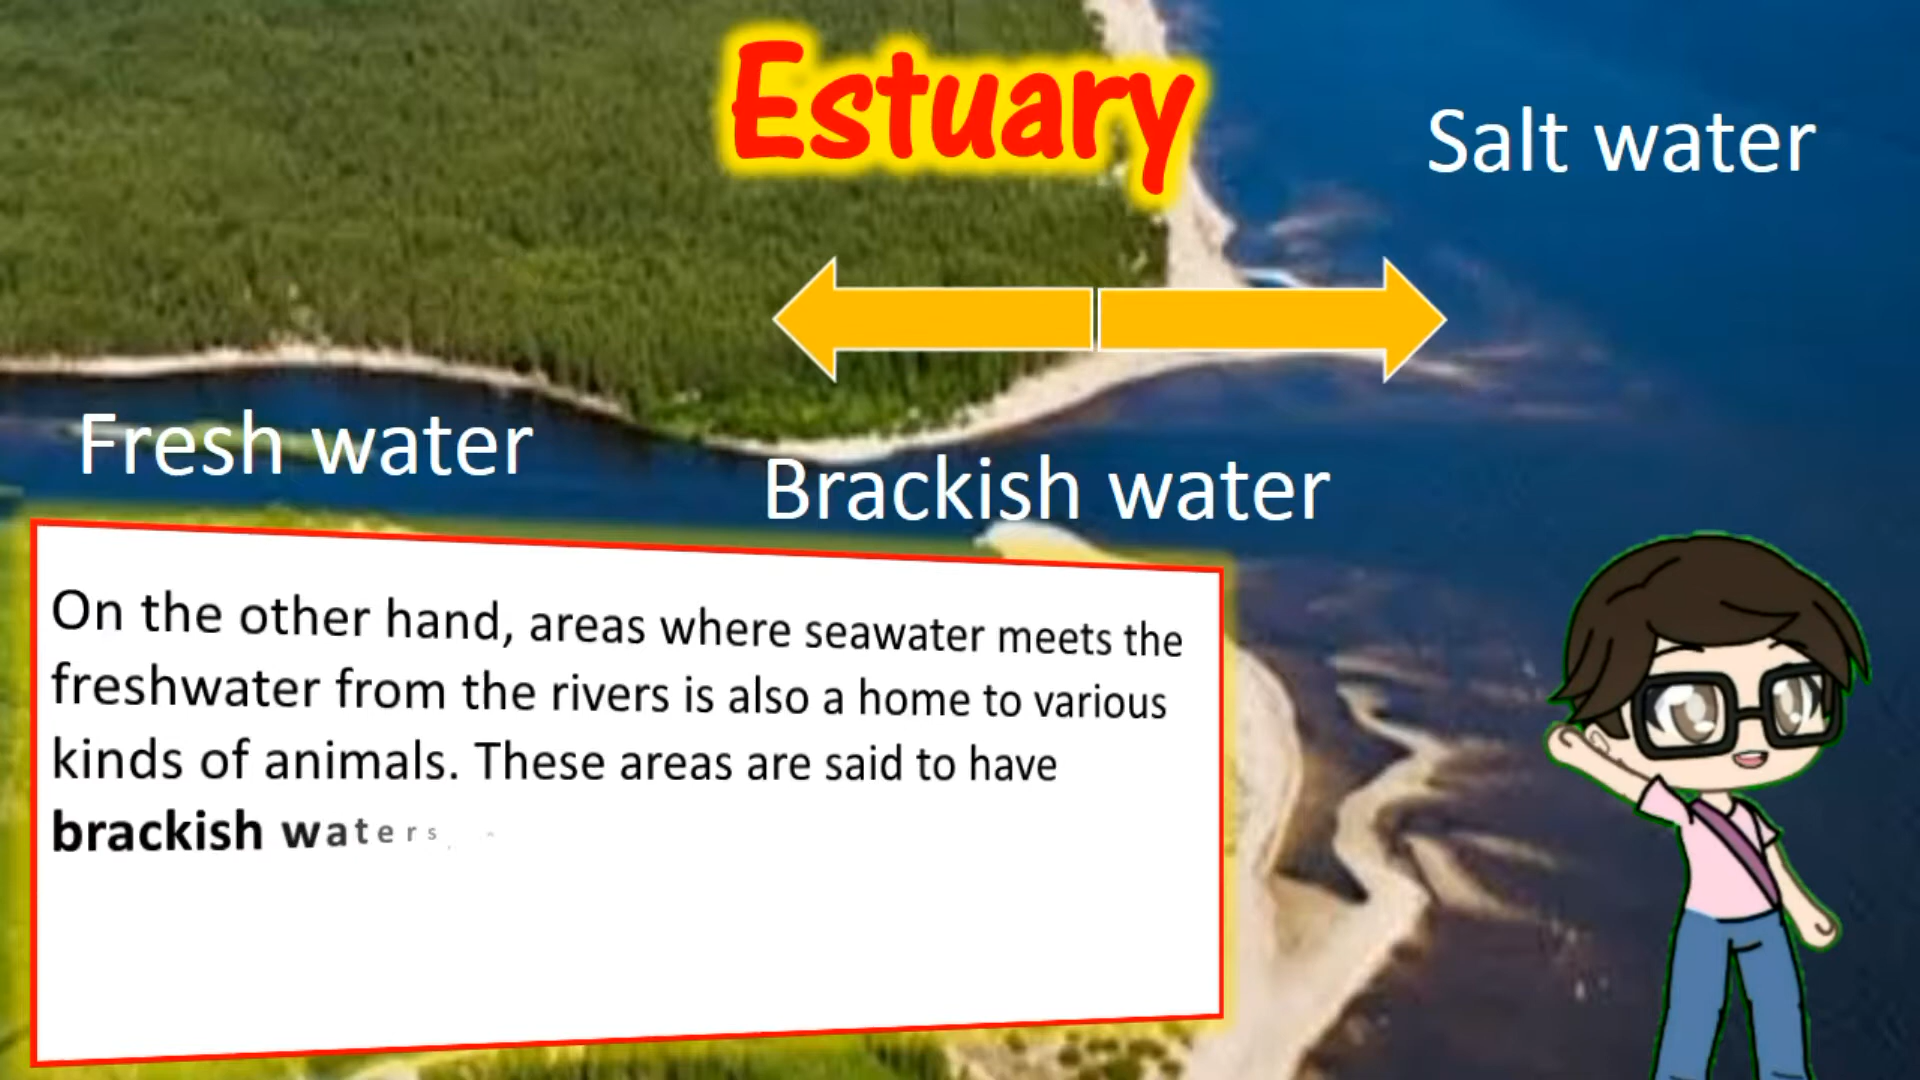 Estuary
Salt water
Fresh water
Brackish water
On the other hand, areas where seawater meets the
freshwater from the rivers is also a home to various
kinds of animals. These areas are said to have
brackish waters